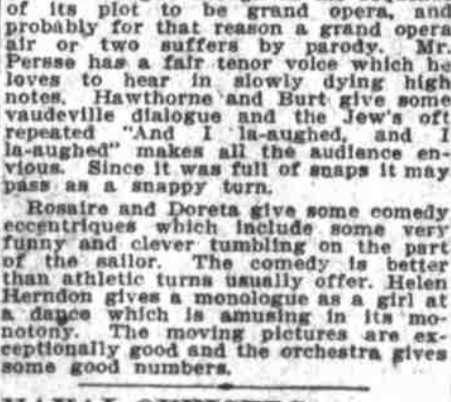 of its plot to be grand opera, and
probably for that reason a grand opera
air or two suffers by parody. Mr.
Persse has a fair tenor voice which he
loves to hear in slowly dying high
notes. Hawthorne and Burt give some
vaudeville dialogue and the Jew's oft
repeated "And I la-aughed, and I
la-aughed" makes all the audience en-
vious. Since it was full of snaps it may
pass as a snappy turn.
Rosaire and Doreta give some comedy
eccentriques which include some very
funny and clever tumbling on the part
of the sailor. The comedy is better
than athletic turns usually offer. Helen
Herndon gives a monologue as a girl at
a dance which is amusing in its mo-
notony. The moving pictures are ex-
ceptionally good and the orchestra gives
some good numbers.